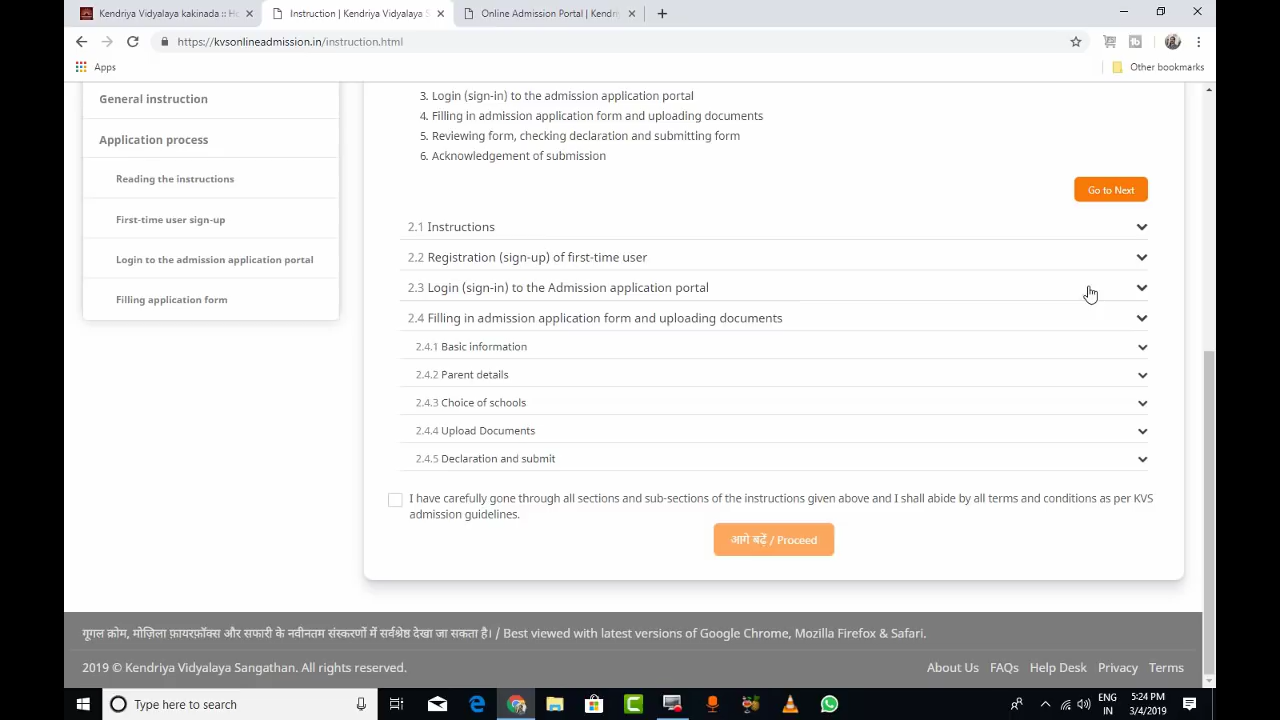 Kendriya Vidyalaya kakinada :: Ho
Instruction | Kendriya Vidyalaya S
Online Admission Portal | Kendriy
https://kvsonlineadmission.in/instruction.html
Apps
Other bookmarks
General instruction
Application process
Reading the instructions
First-time user sign-up
Login to the admission application portal
Filling application form
3. Login (sign-in) to the admission application portal
4. Filling in admission application form and uploading documents
5. Reviewing form, checking declaration and submitting form
6. Acknowledgement of submission
Go to Next
2.1 Instructions
2.2 Registration (sign-up) of first-time user
2.3 Login (sign-in) to the Admission application portal
2.4 Filling in admission application form and uploading documents
2.4.1 Basic information
2.4.2 Parent details
2.4.3 Choice of schools
2.4.4 Upload Documents
2.4.5 Declaration and submit
I have carefully gone through all sections and sub-sections of the instructions given above and I shall abide by all terms and conditions as per KVS
admission guidelines.
आगे बढ़ें / Proceed
गूगल क्रोम, मोज़िला फ़ायरफ़ॉक्स और सफारी के नवीनतम संस्करणों में सर्वश्रेष्ठ देखा जा सकता है। / Best viewed with latest versions of Google Chrome, Mozilla Firefox & Safari.
2019 © Kendriya Vidyalaya Sangathan. All rights reserved.
About Us FAQs Help Desk Privacy Terms
Type here to search
ENG
IN
5:24 PM
3/4/2019